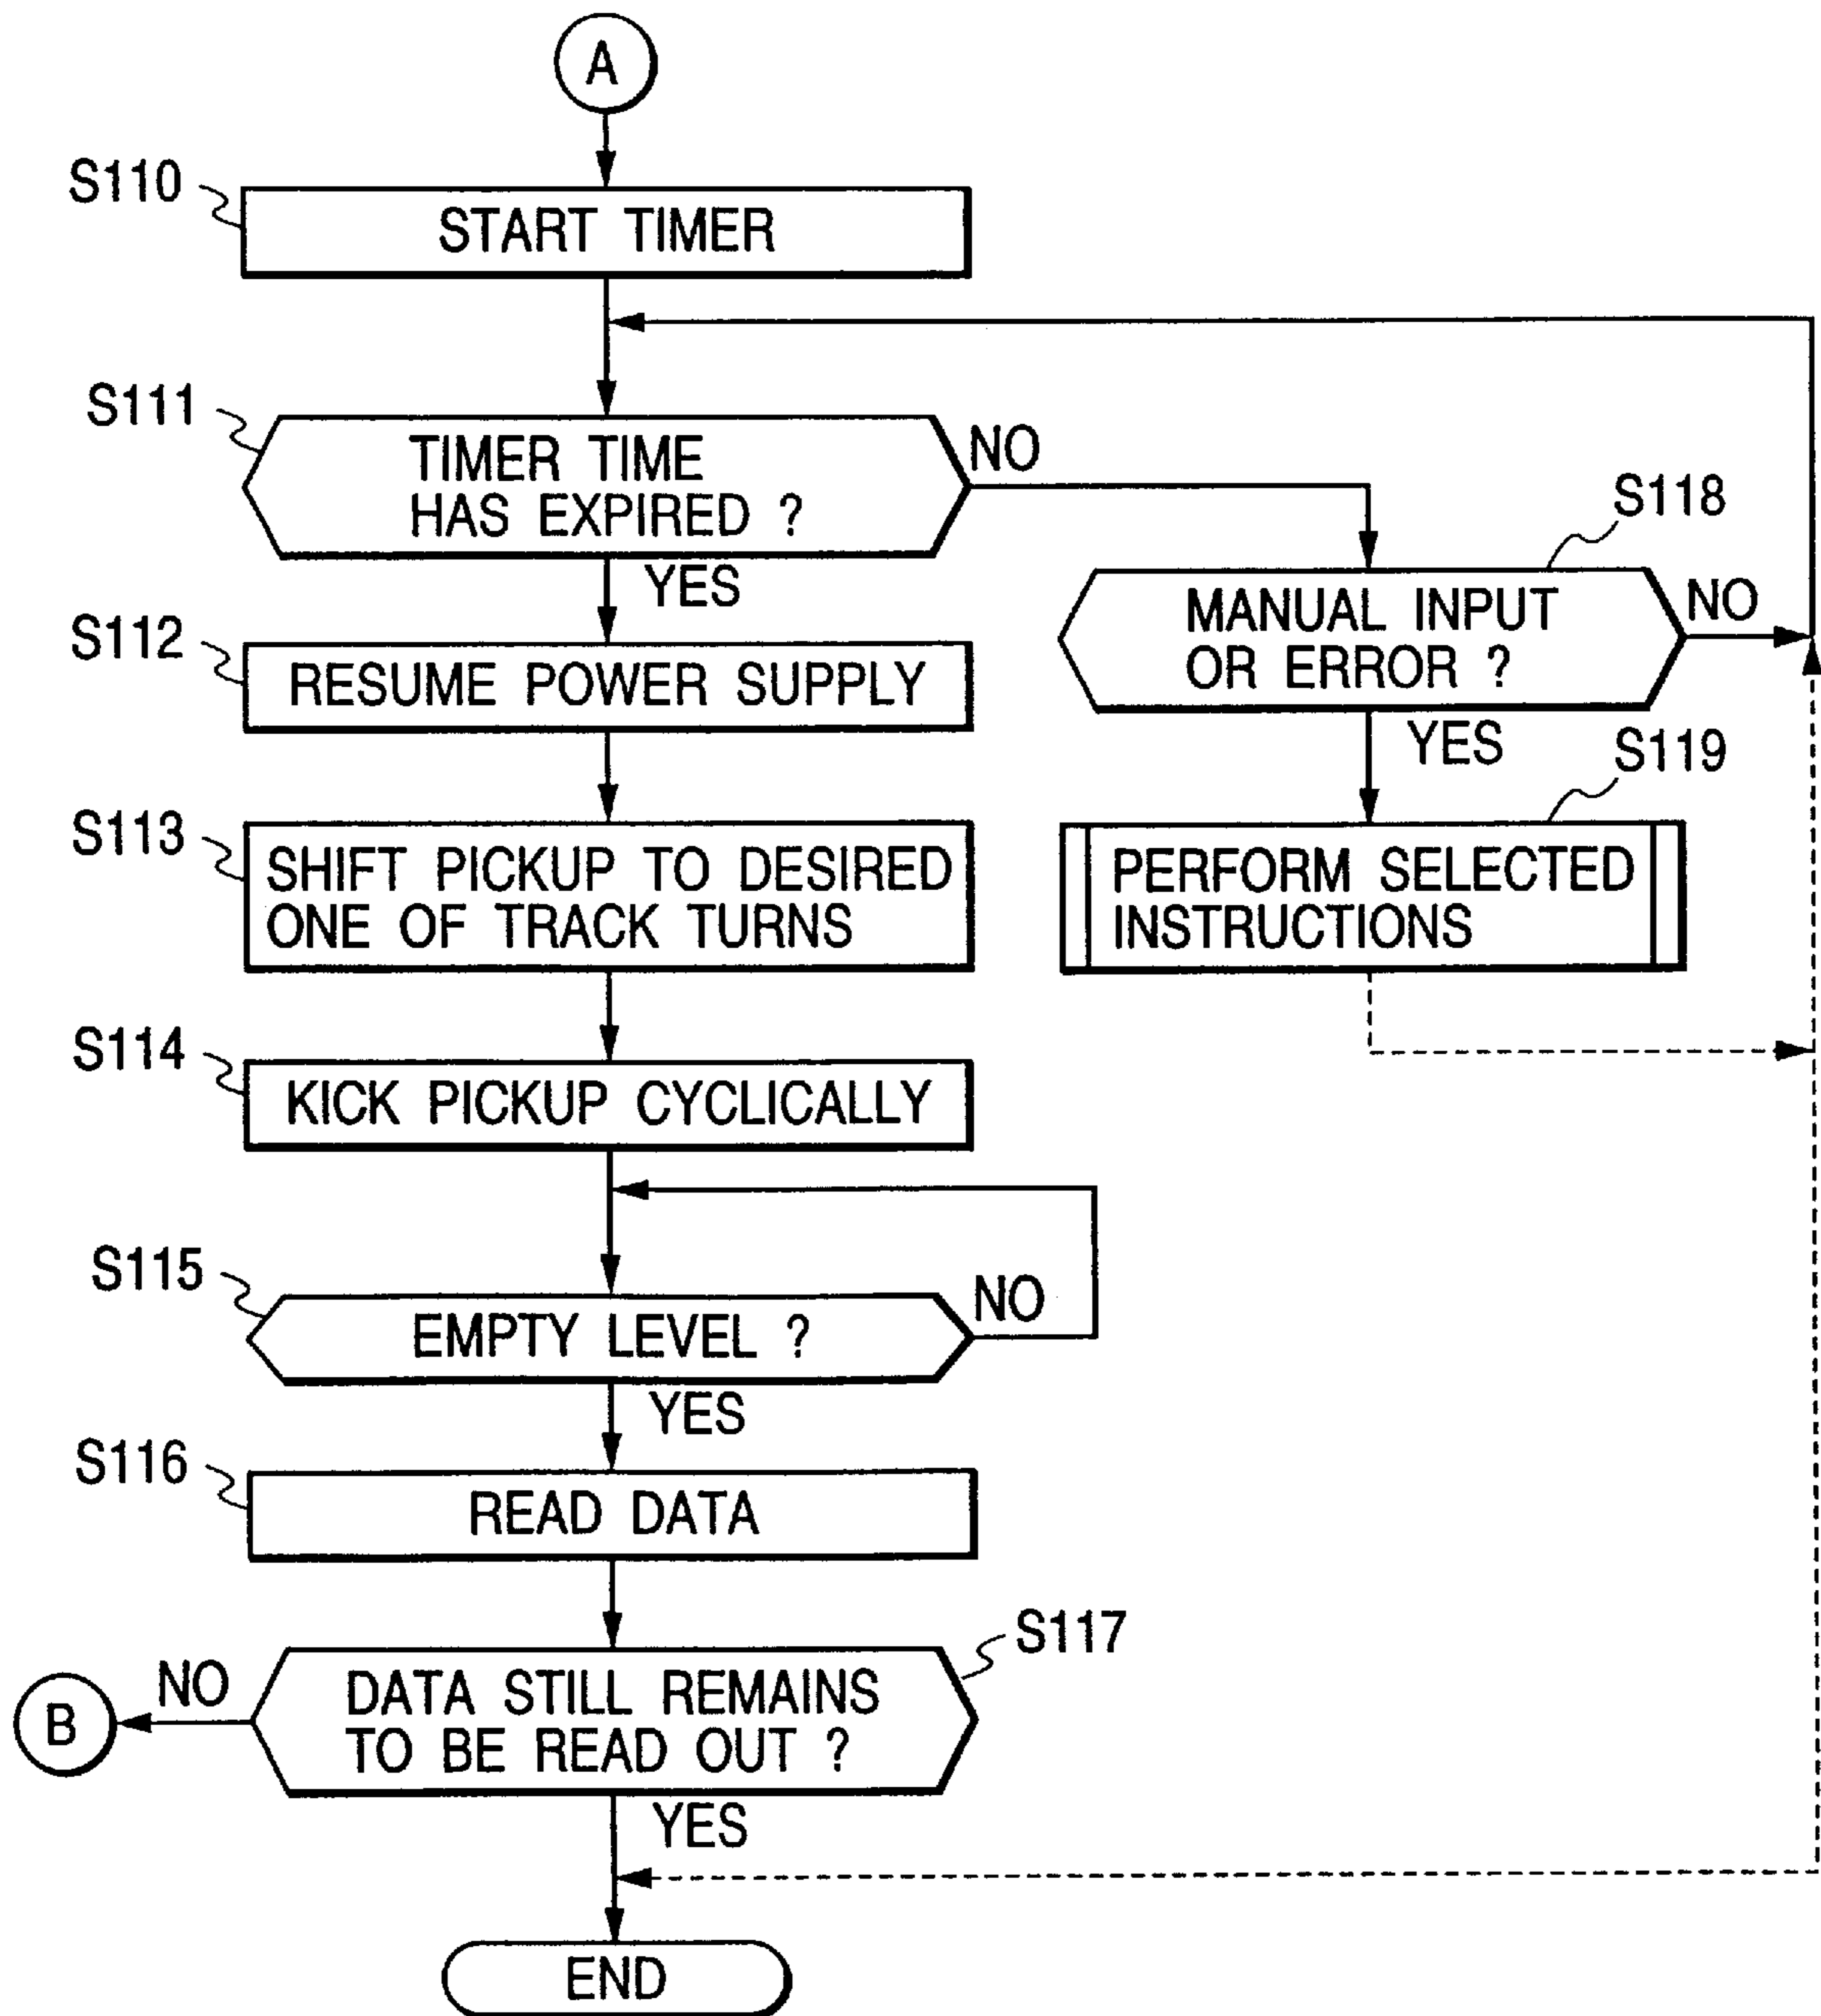 A
S110
START TIMER
S111
TIMER TIME
HAS EXPIRED ?
NO
YES
S118
MANUAL INPUT
OR ERROR ?
NO
YES
S112
RESUME POWER SUPPLY
S119
PERFORM SELECTED
INSTRUCTIONS
S113
SHIFT PICKUP TO DESIRED
ONE OF TRACK TURNS
S114
KICK PICKUP CYCLICALLY
S115
EMPTY LEVEL ?
NO
YES
S116
READ DATA
S117
DATA STILL REMAINS
TO BE READ OUT ?
NO
B
YES
END